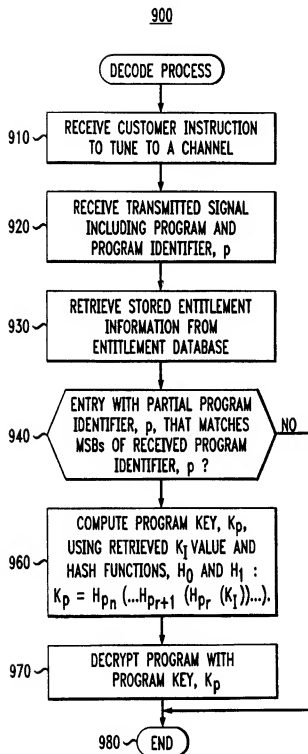 900
DECODE PROCESS
910
RECEIVE CUSTOMER INSTRUCTION
TO TUNE TO A CHANNEL
920
RECEIVE TRANSMITTED SIGNAL
INCLUDING PROGRAM AND
PROGRAM IDENTIFIER, p
930
RETRIEVE STORED ENTITLEMENT
INFORMATION FROM
ENTITLEMENT DATABASE
940
ENTRY WITH PARTIAL PROGRAM
IDENTIFIER, p, THAT MATCHES
MSBs OF RECEIVED PROGRAM
IDENTIFIER, p ?
NO
960
COMPUTE PROGRAM KEY, Kp,
USING RETRIEVED KI VALUE AND
HASH FUNCTIONS, H0 AND H1 :
Kp = Hpn (...Hpr+1 (Hpr (KI))...).
970
DECRYPT PROGRAM WITH
PROGRAM KEY, Kp
980
END